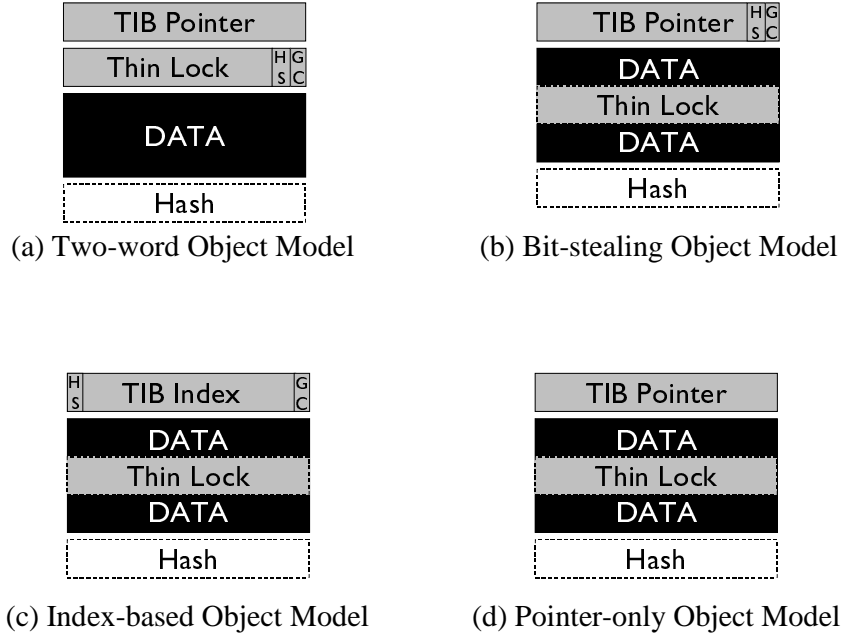 TIB Pointer
Thin Lock H S G C
DATA
Hash
(a) Two-word Object Model
TIB Pointer H S G C
DATA
Thin Lock
DATA
Hash
(b) Bit-stealing Object Model
H S TIB Index G C
DATA
Thin Lock
DATA
Hash
(c) Index-based Object Model
TIB Pointer
DATA
Thin Lock
DATA
Hash
(d) Pointer-only Object Model